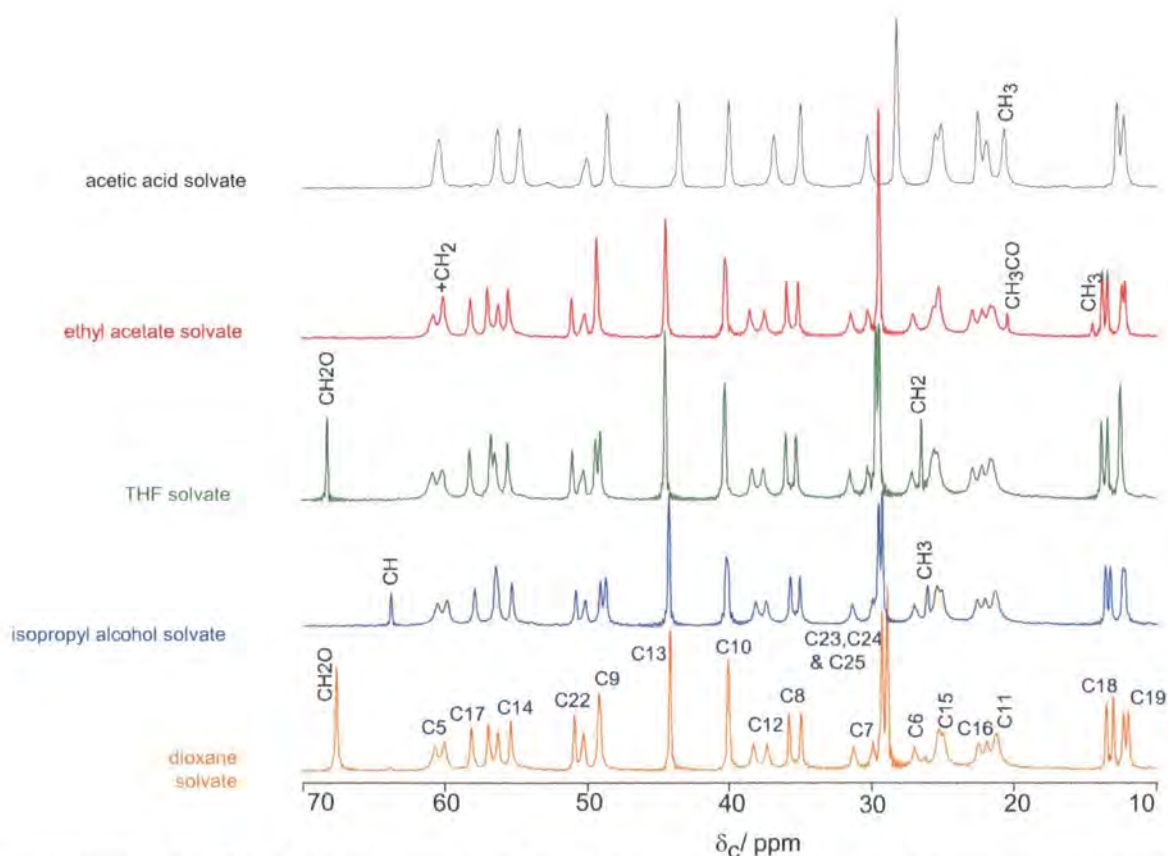 CH3
acetic acid solvate
+CH2
CH3CO
CH3
ethyl acetate solvate
CH2O
CH2
THF solvate
CH
CH3
isopropyl alcohol solvate
CH2O
C5
C17
C14
C22
C9
C13
C10
C12
C23,C24
& C25
C8
C7
C6
C15
C16
C11
C18
C19
dioxane
solvate
70 60 50 40 30 20 10
δC/ ppm